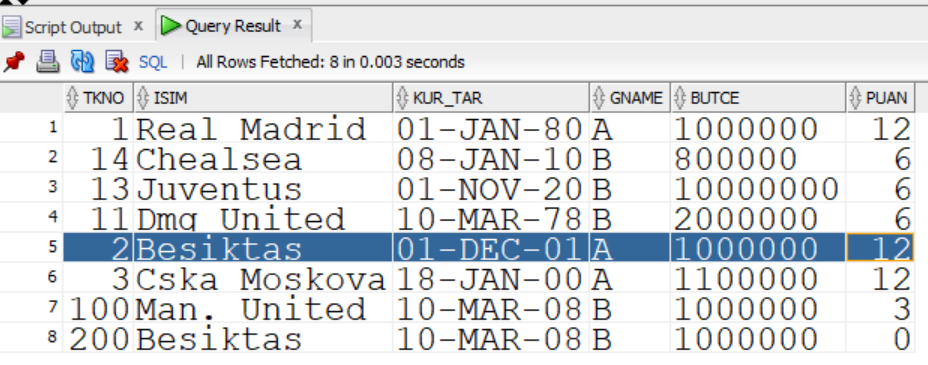 Script Output x Query Result x
SQL | All Rows Fetched: 8 in 0.003 seconds
TKNO ISIM KUR_TAR GNAME BUTCE PUAN
1 1 Real Madrid 01-JAN-80 A 1000000 12
2 14 Chealsea 08-JAN-10 B 800000 6
3 13 Juventus 01-NOV-20 B 10000000 6
4 11 Dmg United 10-MAR-78 B 2000000 6
5 2 Besiktas 01-DEC-01 A 1000000 12
6 3 Cska Moskova 18-JAN-00 A 1100000 12
7 100 Man. United 10-MAR-08 B 1000000 3
8 200 Besiktas 10-MAR-08 B 1000000 0